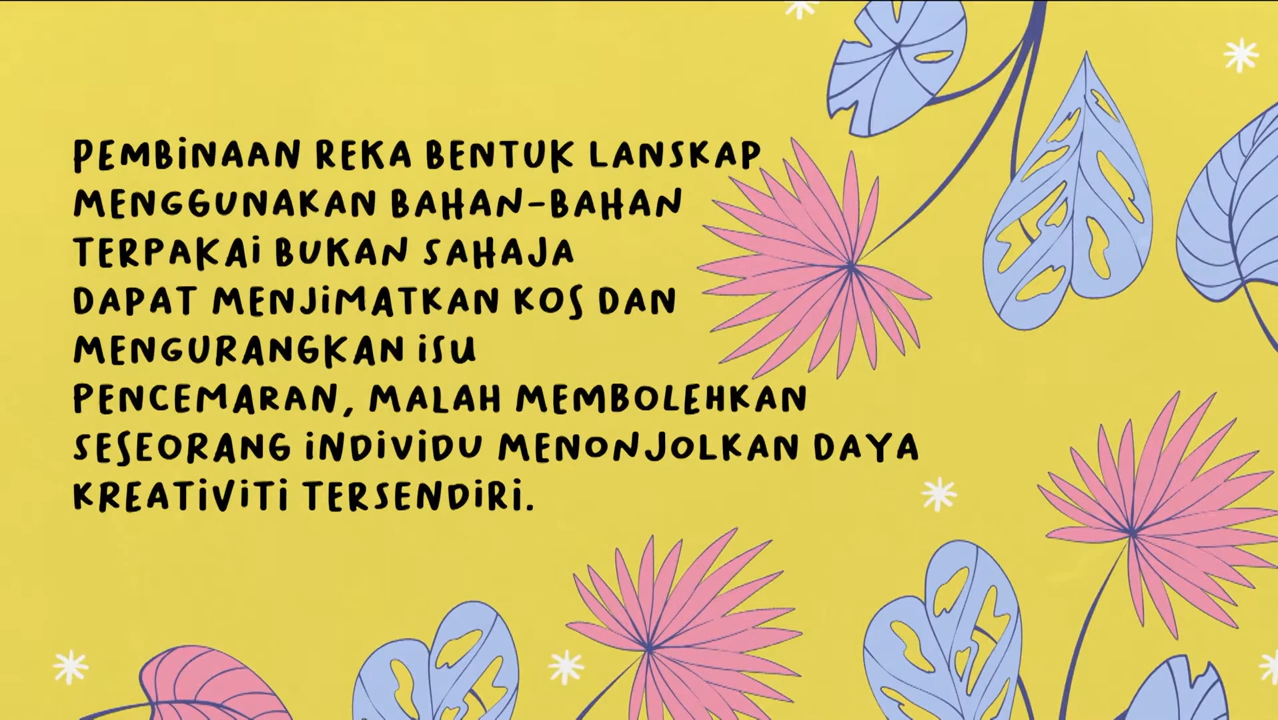 PEMBINAAN REKA BENTUK LANSKAP
MENGGUNAKAN BAHAN-BAHAN
TERPAKAI BUKAN SAHAJA
DAPAT MENJIMATKAN KOS DAN
MENGURANGKAN ISU
PENCEMARAN, MALAH MEMBOLEHKAN
SESEORANG INDIVIDU MENONJOLKAN DAYA
KREATIVITI TERSENDIRI.